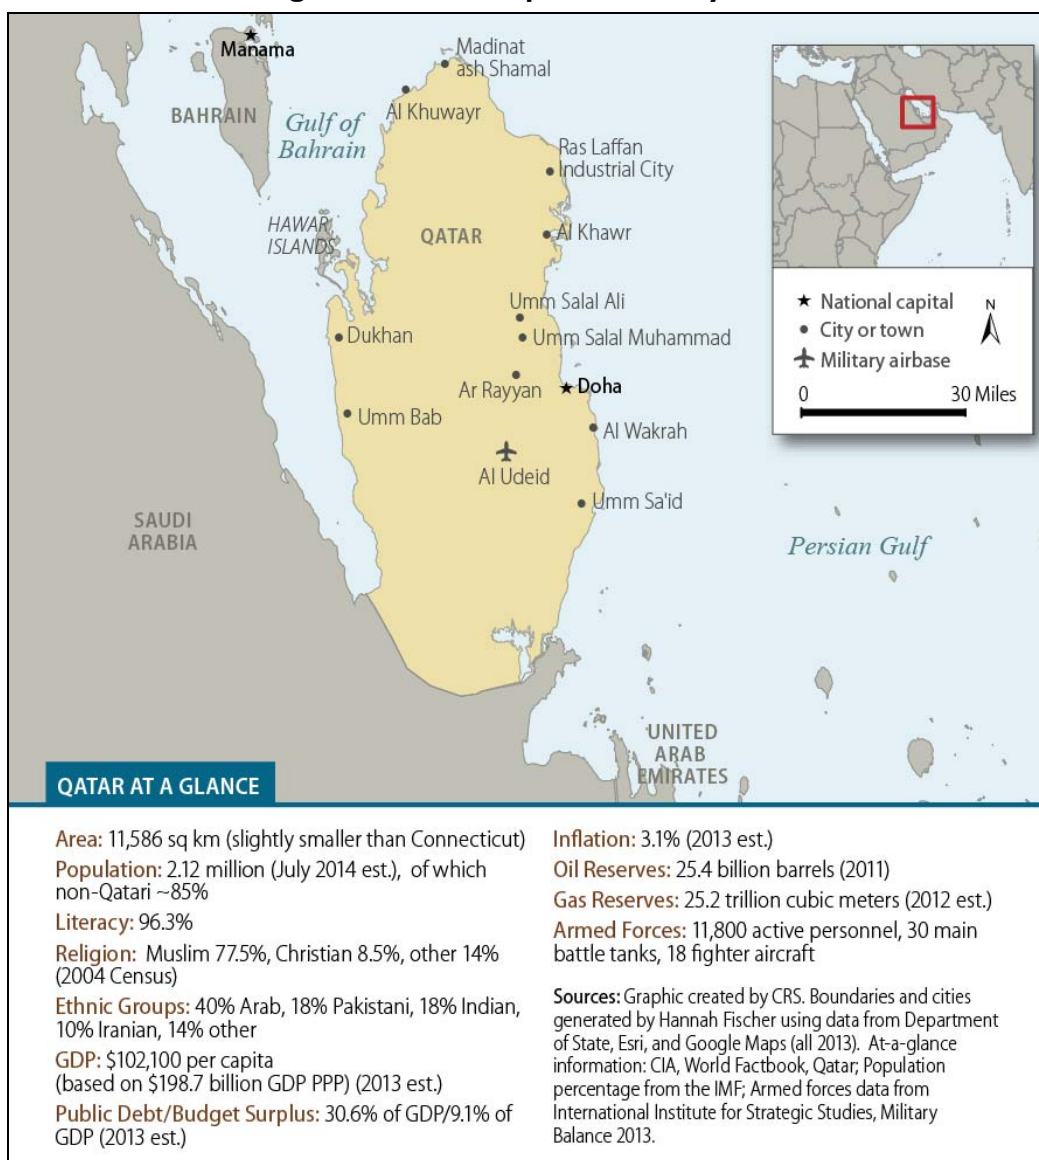 Manama
Madinat
ash Shamal
Al Khuwayr
BAHRAIN
Gulf of
Bahrain
Ras Laffan
Industrial City
HAWAR
ISLANDS
QATAR
Al Khawr
Umm Salal Ali
Dukhan
Umm Salal Muhammad
Ar Rayyan
Doha
Umm Bab
Al Wakrah
Al Udeid
Umm Sa'id
SAUDI
ARABIA
Persian Gulf
UNITED
ARAB
EMIRATES
National capital
N
City or town
Military airbase
0 30 Miles
QATAR AT A GLANCE
Area: 11,586 sq km (slightly smaller than Connecticut)
Population: 2.12 million (July 2014 est.), of which
non-Qatari ~85%
Literacy: 96.3%
Religion: Muslim 77.5%, Christian 8.5%, other 14%
(2004 Census)
Ethnic Groups: 40% Arab, 18% Pakistani, 18% Indian,
10% Iranian, 14% other
GDP: $102,100 per capita
(based on $198.7 billion GDP PPP) (2013 est.)
Public Debt/Budget Surplus: 30.6% of GDP/9.1% of
GDP (2013 est.)
Inflation: 3.1% (2013 est.)
Oil Reserves: 25.4 billion barrels (2011)
Gas Reserves: 25.2 trillion cubic meters (2012 est.)
Armed Forces: 11,800 active personnel, 30 main
battle tanks, 18 fighter aircraft
Sources: Graphic created by CRS. Boundaries and cities
generated by Hannah Fischer using data from Department
of State, Esri, and Google Maps (all 2013). At-a-glance
information: CIA, World Factbook, Qatar; Population
percentage from the IMF; Armed forces data from
International Institute for Strategic Studies, Military
Balance 2013.